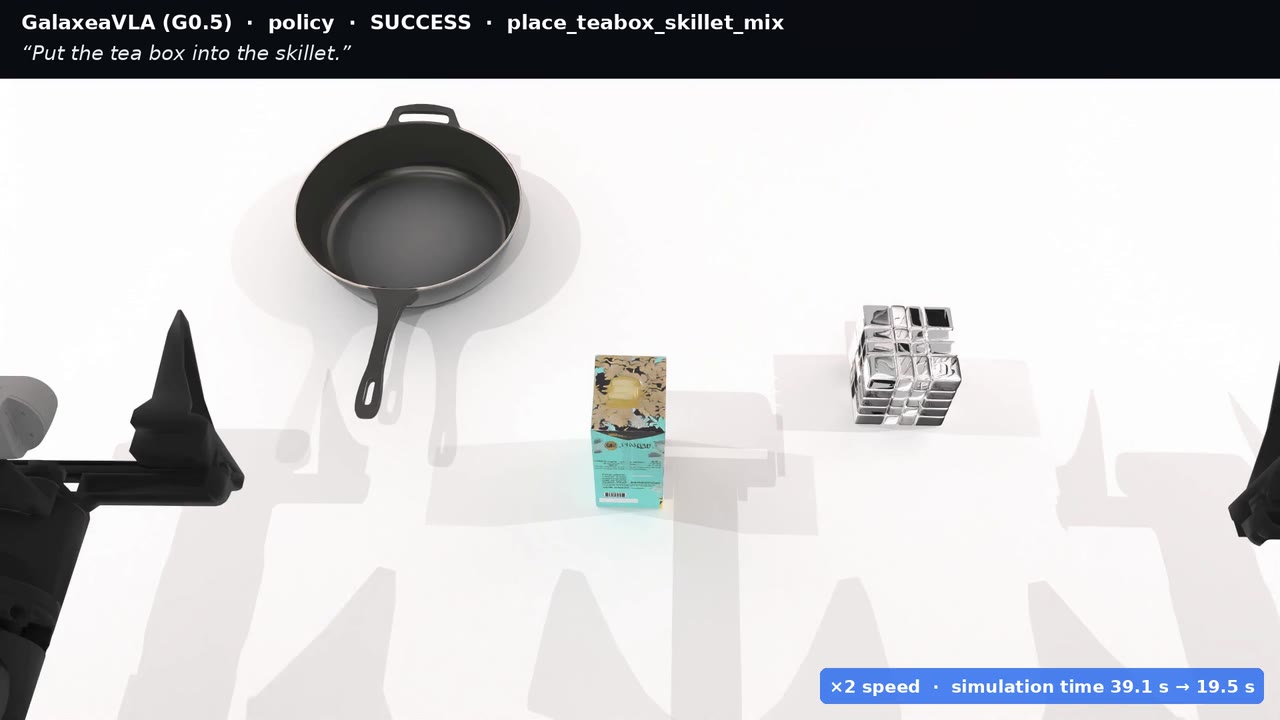 GalaxeaVLA (G0.5) · policy · SUCCESS · place_teabox_skillet_mix
“Put the tea box into the skillet.”
×2 speed · simulation time 39.1 s → 19.5 s